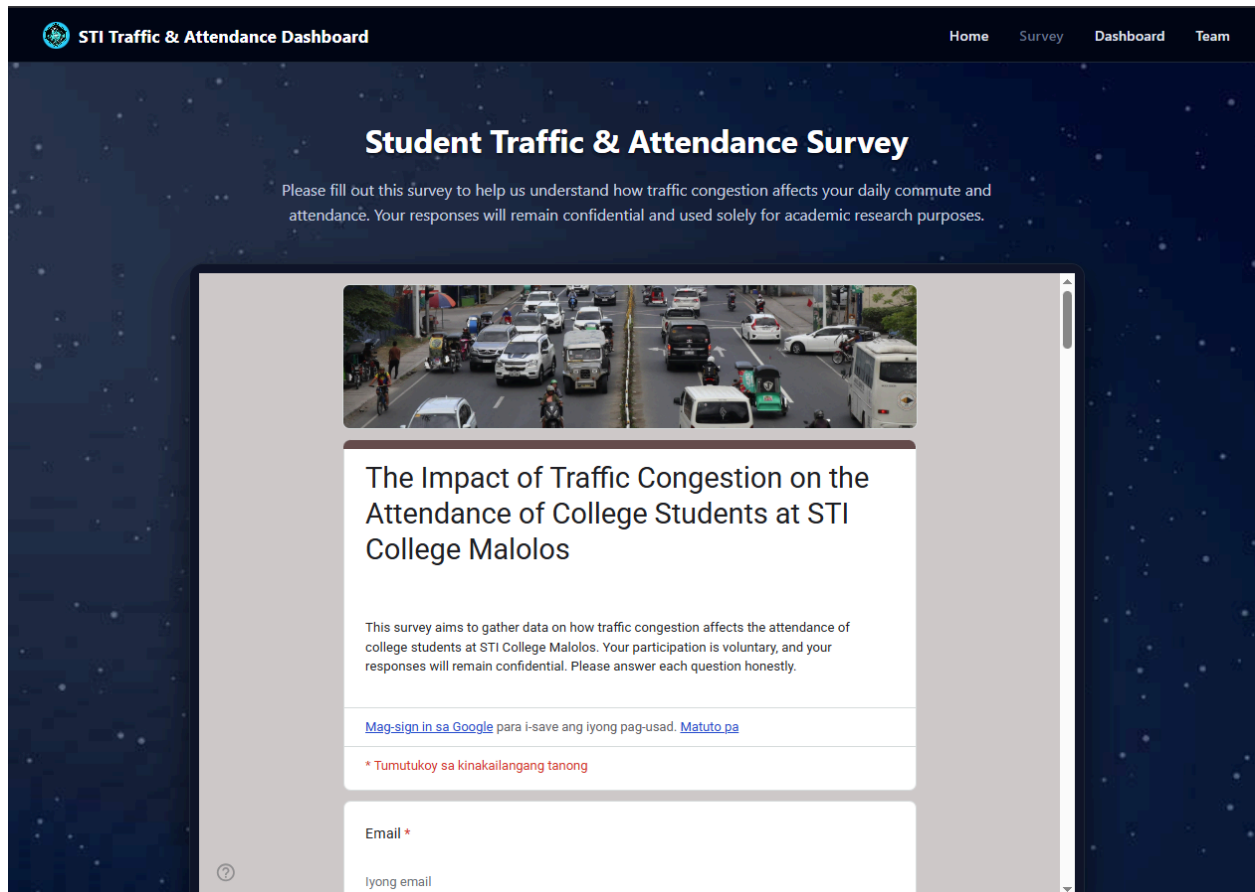 STI Traffic & Attendance Dashboard
Home
Survey
Dashboard
Team
Student Traffic & Attendance Survey
Please fill out this survey to help us understand how traffic congestion affects your daily commute and
attendance. Your responses will remain confidential and used solely for academic research purposes.
The Impact of Traffic Congestion on the
Attendance of College Students at STI
College Malolos
This survey aims to gather data on how traffic congestion affects the attendance of
college students at STI College Malolos. Your participation is voluntary, and your
responses will remain confidential. Please answer each question honestly.
Mag-sign in sa Google para i-save ang iyong pag-usad. Matuto pa
* Tumutukoy sa kinakailangang tanong
Email *
Iyong email